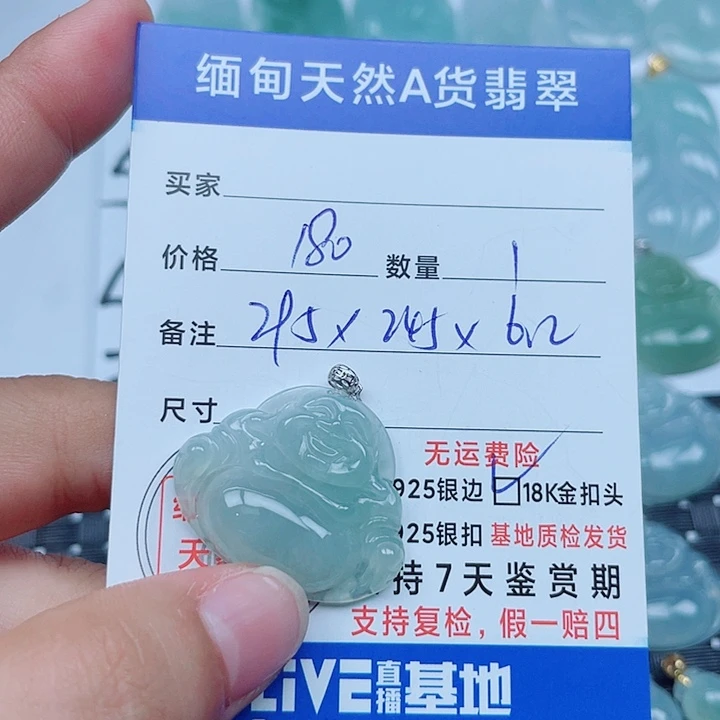 缅甸天然A货翡翠
买家
价格 180 数量 1
备注
尺寸
无运费险
925银边 18K金扣头
925银扣 基地质检发货
持7天鉴赏期
支持复检，假一赔四
LiVE直播基地